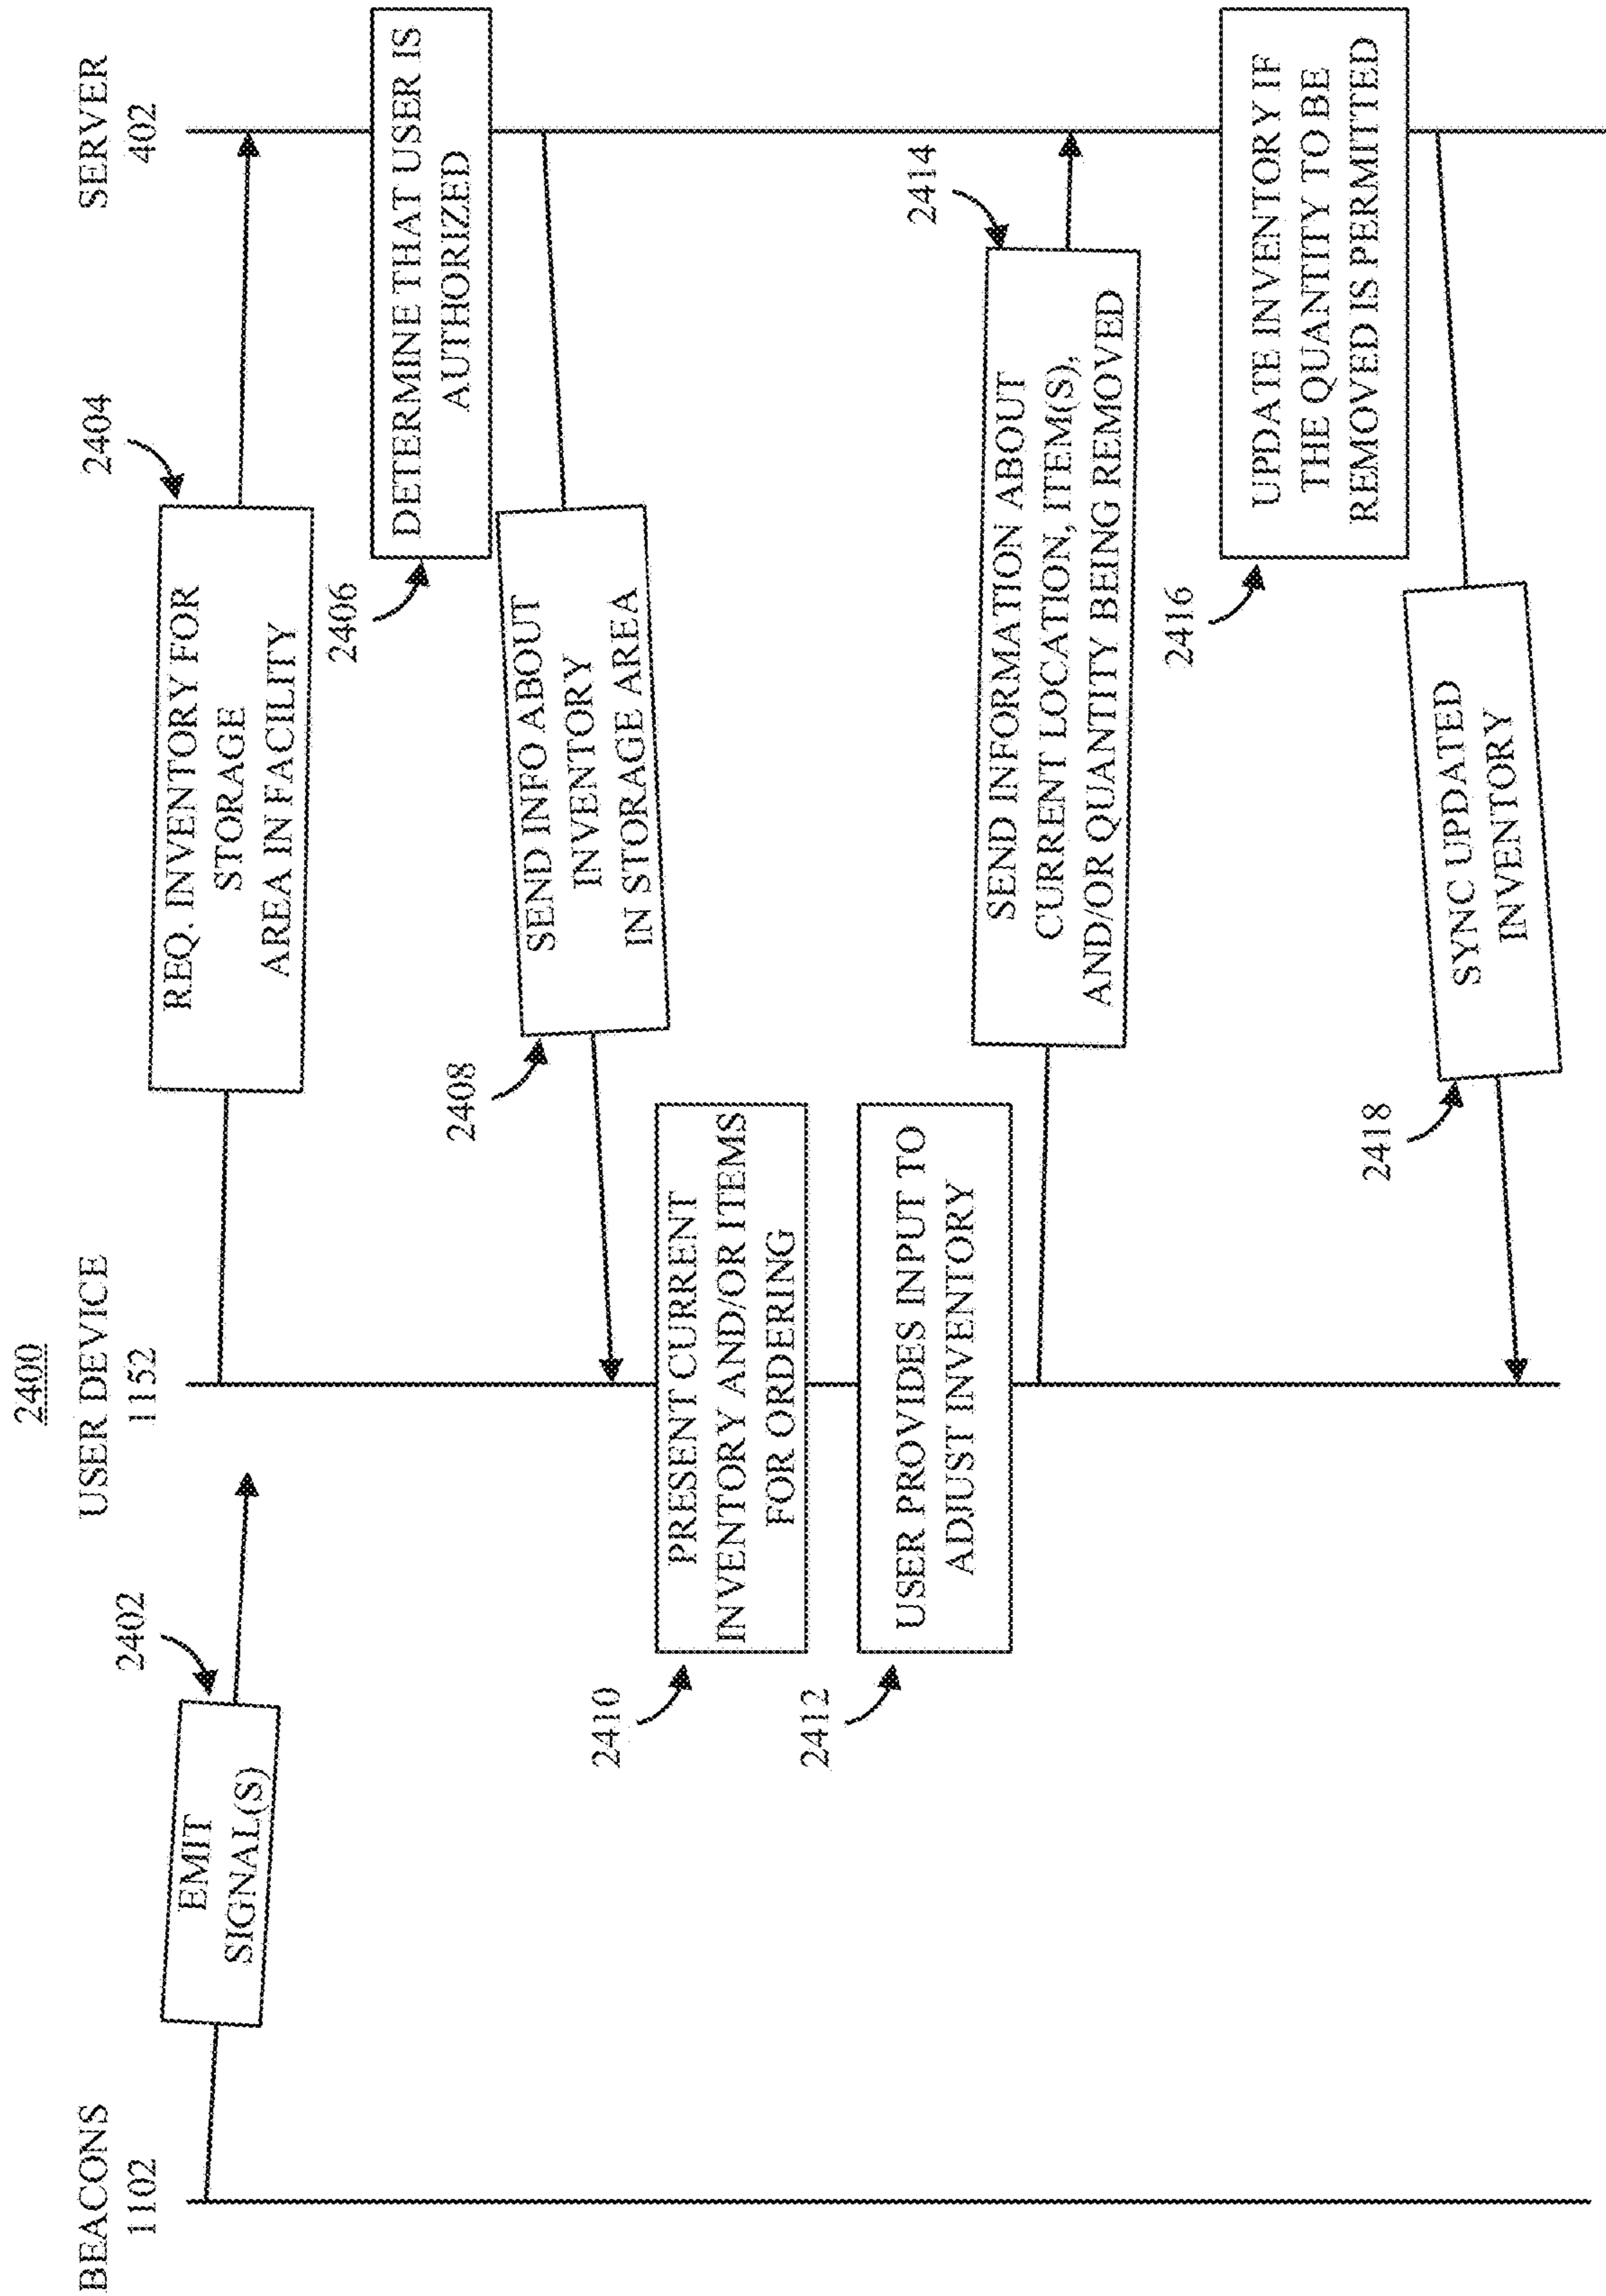 2400
BEACONS
1102
USER DEVICE
1152
SERVER
402
2402
EMIT
SIGNAL(S)
2404
REQ. INVENTORY FOR
STORAGE
AREA IN FACILITY
2406
DETERMINE THAT USER IS
AUTHORIZED
2408
SEND INFO ABOUT
INVENTORY
IN STORAGE AREA
2410
PRESENT CURRENT
INVENTORY AND/OR ITEMS
FOR ORDERING
2412
USER PROVIDES INPUT TO
ADJUST INVENTORY
2414
SEND INFORMATION ABOUT
CURRENT LOCATION, ITEM(S),
AND/OR QUANTITY BEING REMOVED
2416
UPDATE INVENTORY IF
THE QUANTITY TO BE
REMOVED IS PERMITTED
2418
SYNC UPDATED
INVENTORY